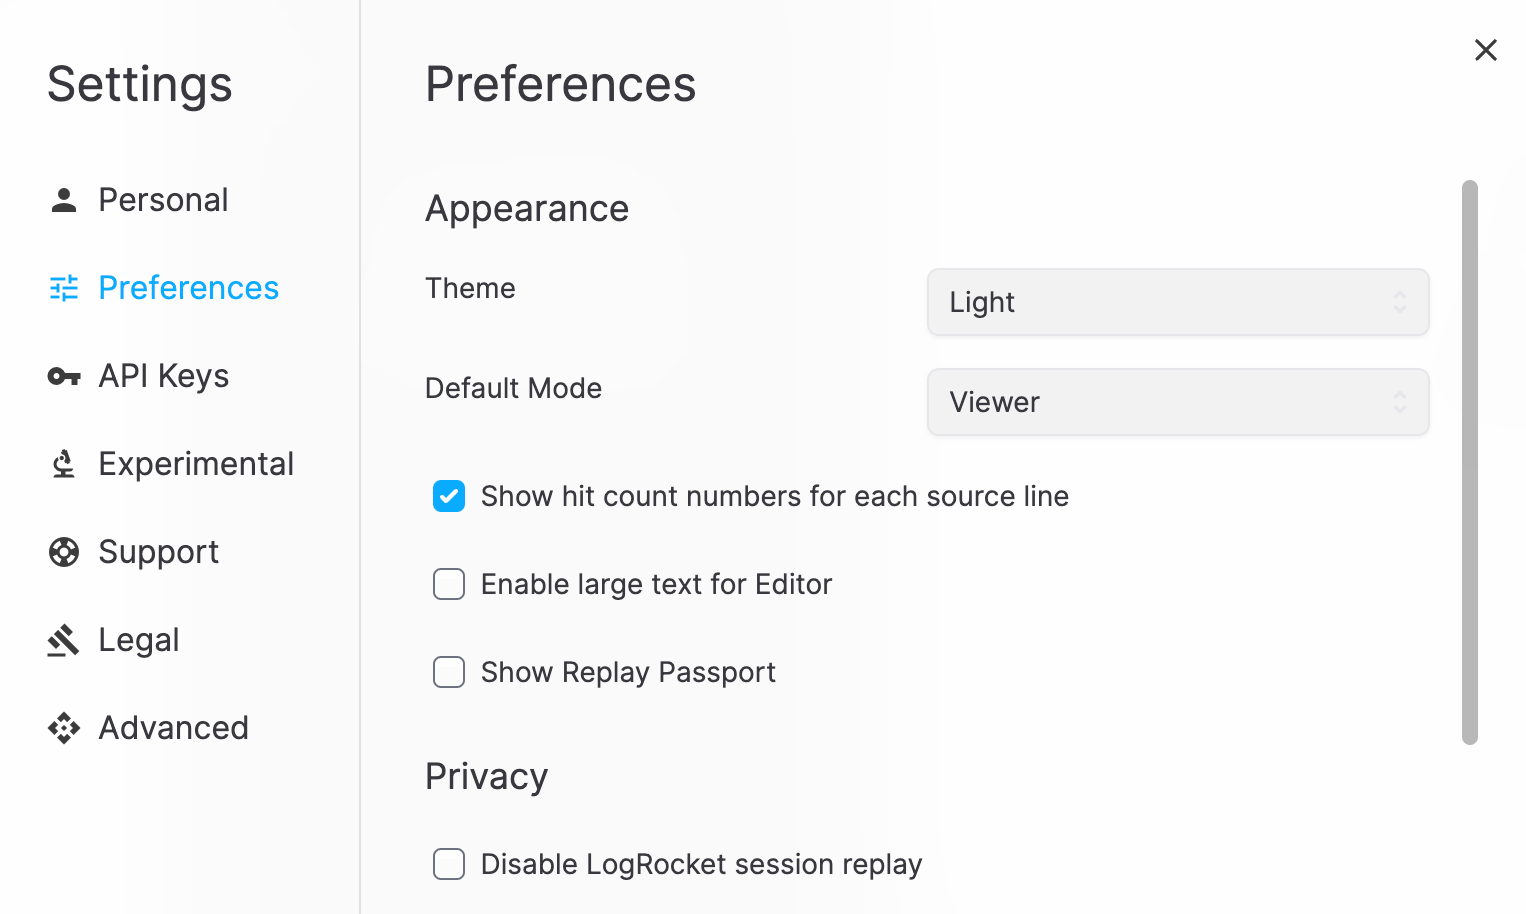 Settings
Personal
Preferences
API Keys
Experimental
Support
Legal
Advanced
Preferences
Appearance
Theme
Light
Default Mode
Viewer
Show hit count numbers for each source line
Enable large text for Editor
Show Replay Passport
Privacy
Disable LogRocket session replay